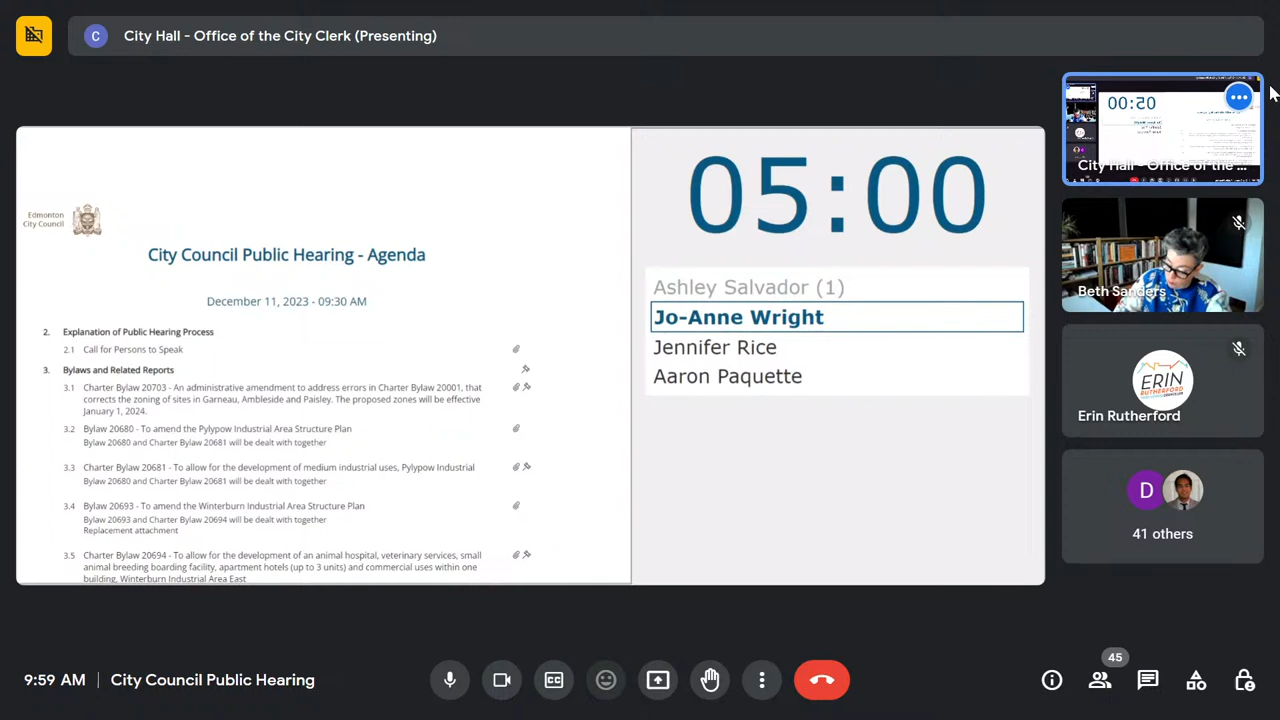 C City Hall - Office of the City Clerk (Presenting)
Edmonton
City Council
City Council Public Hearing - Agenda
December 11, 2023 - 09:30 AM
2. Explanation of Public Hearing Process
2.1 Call for Persons to Speak
3. Bylaws and Related Reports
3.1 Charter Bylaw 20703 - An administrative amendment to address errors in Charter Bylaw 20001, that
corrects the zoning of sites in Garneau, Ambleside and Paisley. The proposed zones will be effective
January 1, 2024.
3.2 Bylaw 20680 - To amend the Pylypow Industrial Area Structure Plan
Bylaw 20680 and Charter Bylaw 20681 will be dealt with together
3.3 Charter Bylaw 20681 - To allow for the development of medium industrial uses, Pylypow Industrial
Bylaw 20680 and Charter Bylaw 20681 will be dealt with together
3.4 Bylaw 20693 - To amend the Winterburn Industrial Area Structure Plan
Bylaw 20693 and Charter Bylaw 20694 will be dealt with together
Replacement attachment
3.5 Charter Bylaw 20694 - To allow for the development of an animal hospital, veterinary services, small
animal breeding boarding facility, apartment hotels (up to 3 units) and commercial uses within one
building, Winterburn Industrial Area East
05:00
Ashley Salvador (1)
Jo-Anne Wright
Jennifer Rice
Aaron Paquette
05:00
City Hall - Office of the ...
Beth Sanders
ERIN
RUTHERFORD
Erin Rutherford
D
41 others
9:59 AM | City Council Public Hearing
CC
45